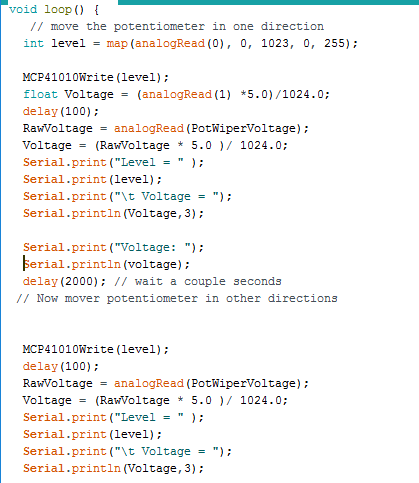 void loop() {
// move the potentiometer in one direction
int level = map(analogRead(0), 0, 1023, 0, 255);
MCP41010Write(level);
float Voltage = (analogRead(1) *5.0)/1024.0;
delay(100);
RawVoltage = analogRead(PotWiperVoltage);
Voltage = (RawVoltage * 5.0 )/ 1024.0;
Serial.print("Level = " );
Serial.print(level);
Serial.print("\t Voltage = ");
Serial.println(Voltage,3);
Serial.print("Voltage: ");
Serial.println(voltage);
delay(2000); // wait a couple seconds
// Now mover potentiometer in other directions
MCP41010Write(level);
delay(100);
RawVoltage = analogRead(PotWiperVoltage);
Voltage = (RawVoltage * 5.0 )/ 1024.0;
Serial.print("Level = " );
Serial.print(level);
Serial.print("\t Voltage = ");
Serial.println(Voltage,3);